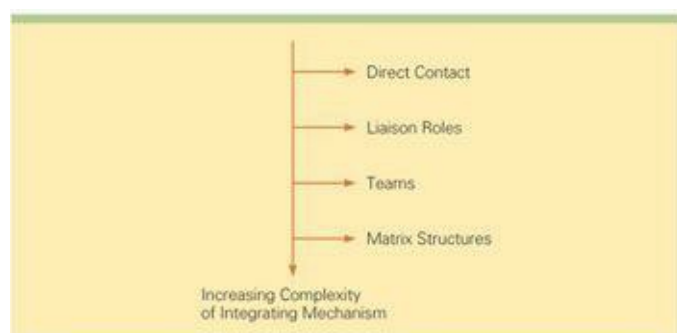 Direct Contact
Liaison Roles
Teams
Matrix Structures
Increasing Complexity
of Integrating Mechanism